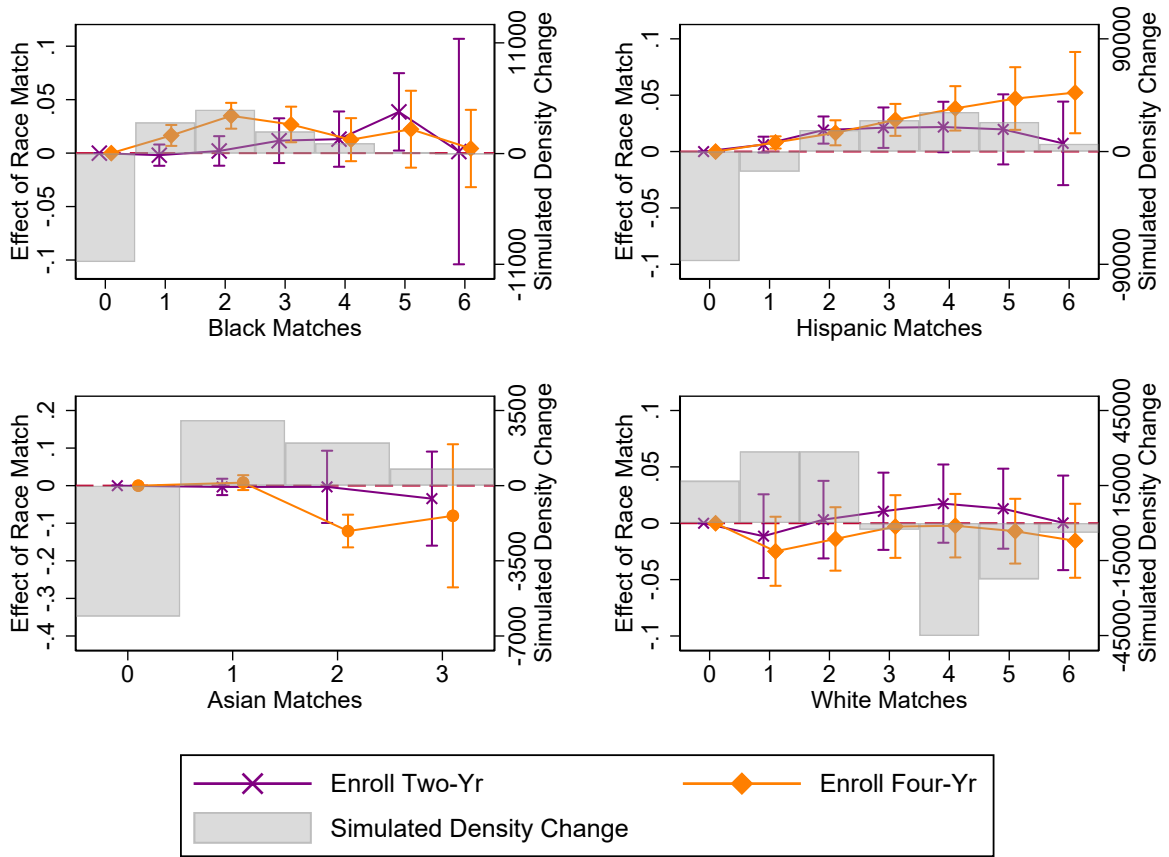 Effect of Race Match
-.1 -.05 0 .05 .1
-11000 0 11000
Simulated Density Change
0 1 2 3 4 5 6
Black Matches
Effect of Race Match
-.1 -.05 0 .05 .1
-90000 0 90000
Simulated Density Change
0 1 2 3 4 5 6
Hispanic Matches
Effect of Race Match
-.4 -.3 -.2 -.1 0 .1 .2
-7000 -3500 0 3500
Simulated Density Change
0 1 2 3
Asian Matches
Effect of Race Match
-.1 -.05 0 .05 .1
-45000 -15000 15000 45000
Simulated Density Change
0 1 2 3 4 5 6
White Matches
Enroll Two-Yr
Enroll Four-Yr
Simulated Density Change